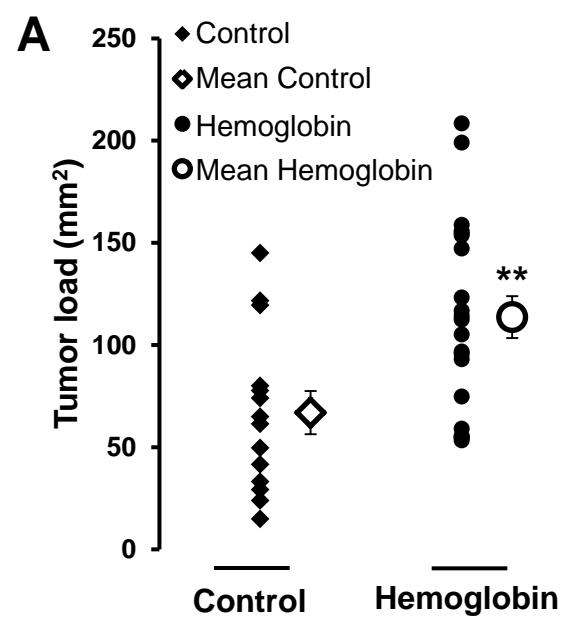 A
250
200
150
100
50
0
Tumor load (mm²)
Control
Mean Control
Hemoglobin
Mean Hemoglobin
**
Control
Hemoglobin